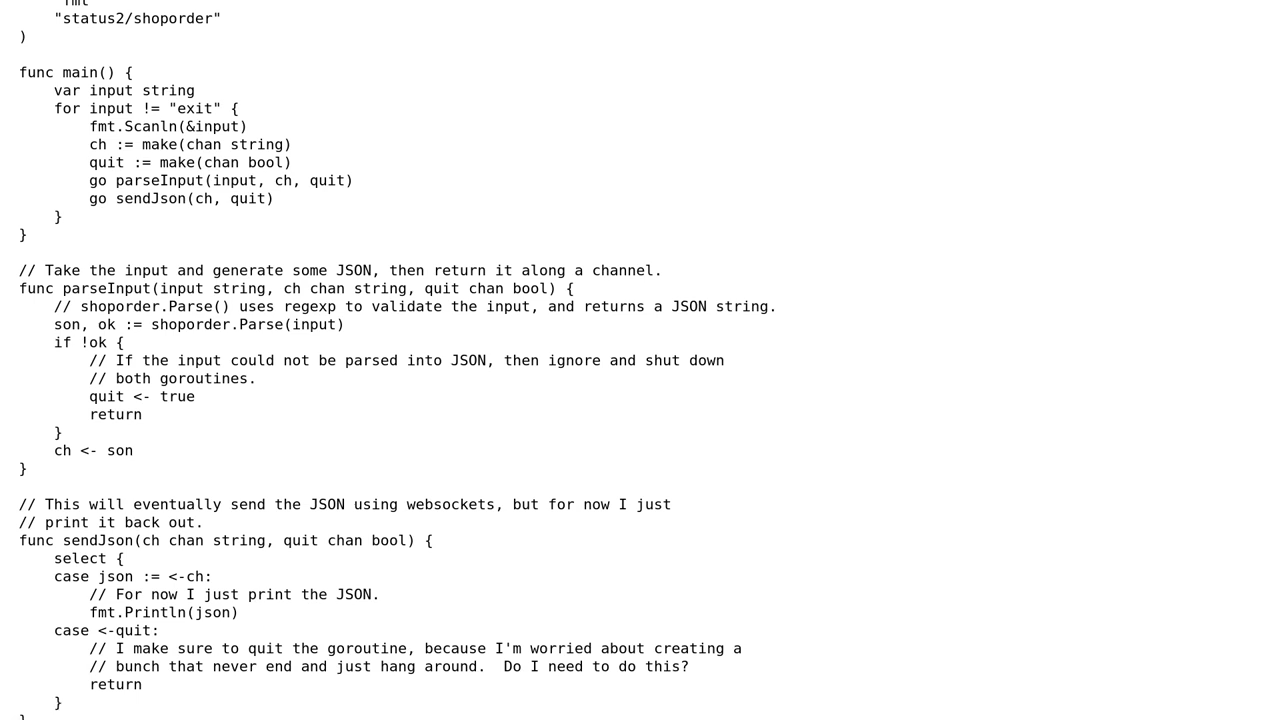 "fmt"
    "status2/shoporder"
)

func main() {
    var input string
    for input != "exit" {
        fmt.Scanln(&input)
        ch := make(chan string)
        quit := make(chan bool)
        go parseInput(input, ch, quit)
        go sendJson(ch, quit)
    }
}

// Take the input and generate some JSON, then return it along a channel.
func parseInput(input string, ch chan string, quit chan bool) {
    // shoporder.Parse() uses regexp to validate the input, and returns a JSON string.
    son, ok := shoporder.Parse(input)
    if !ok {
        // If the input could not be parsed into JSON, then ignore and shut down
        // both goroutines.
        quit <- true
        return
    }
    ch <- son
}

// This will eventually send the JSON using websockets, but for now I just
// print it back out.
func sendJson(ch chan string, quit chan bool) {
    select {
    case json := <-ch:
        // For now I just print the JSON.
        fmt.Println(json)
    case <-quit:
        // I make sure to quit the goroutine, because I'm worried about creating a
        // bunch that never end and just hang around.  Do I need to do this?
        return
    }
}